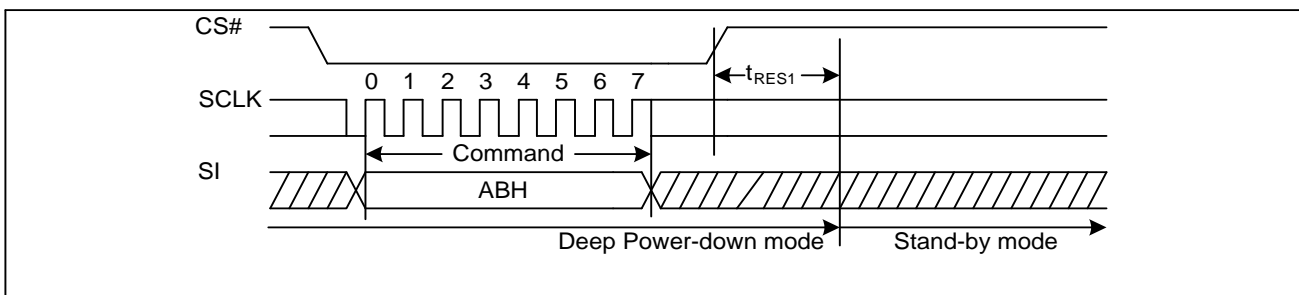 CS#
tRES1
0 1 2 3 4 5 6 7
SCLK
Command
SI
ABH
Deep Power-down mode Stand-by mode